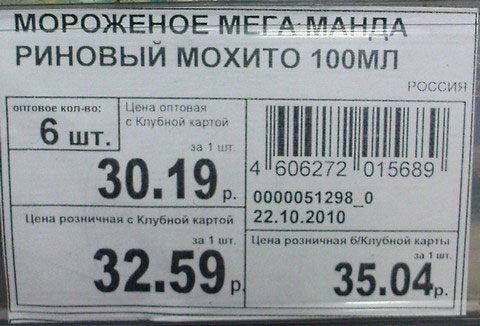 МОРОЖЕНОЕ МЕГА МАНДА
РИНОВЫЙ МОХИТО 100МЛ
РОССИЯ
оптовое кол-во:
6 шт.
Цена оптовая
с Клубной картой
за 1 шт.
30.19 р.
4 606272 015689
0000051298_0
22.10.2010
Цена розничная с Клубной картой
за 1 шт.
32.59 р.
Цена розничная б/Клубной карты
за 1 шт.
35.04 р.